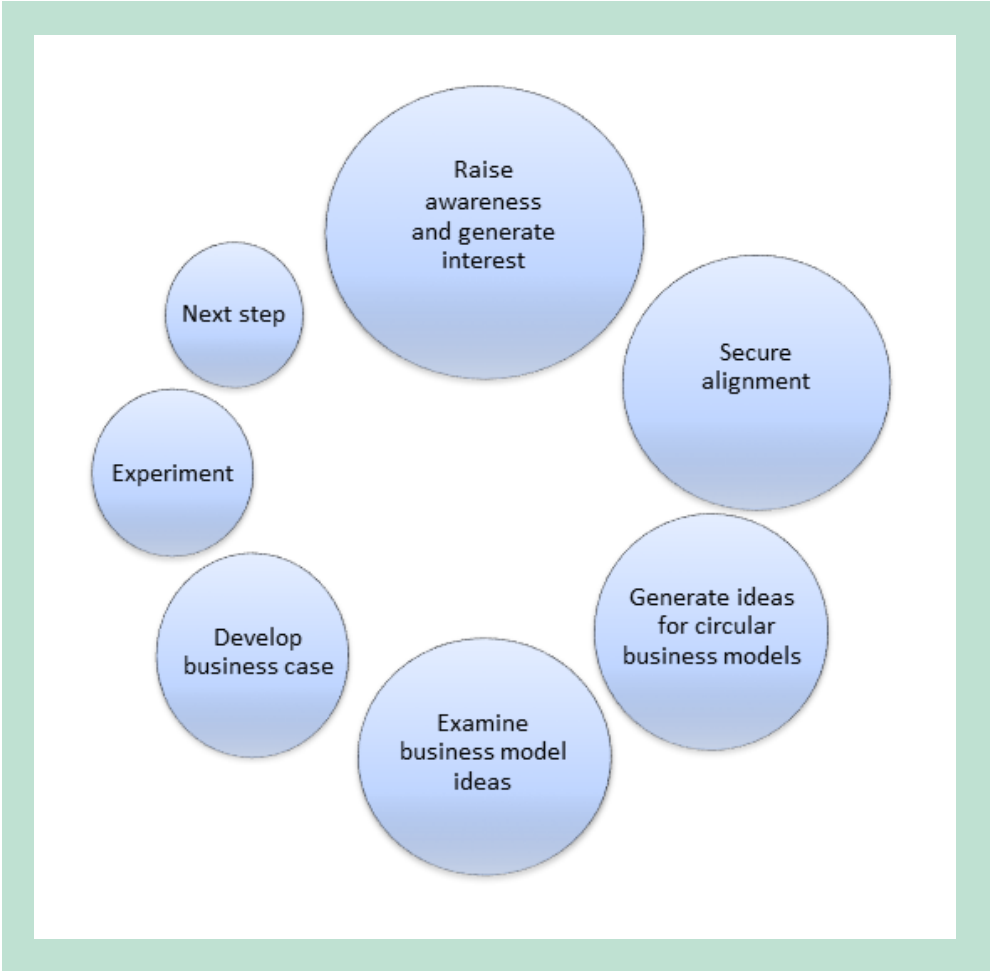 Raise
awareness
and generate
interest
Secure
alignment
Generate ideas
for circular
business models
Examine
business model
ideas
Develop
business case
Experiment
Next step